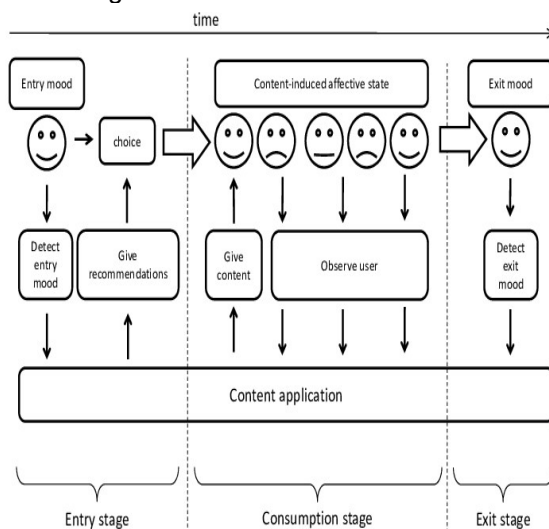 time
Entry mood
Content-induced affective state
Exit mood
choice
Detect
entry
mood
Give
recommendations
Give
content
Observe user
Detect
exit
mood
Content application
Entry stage
Consumption stage
Exit stage